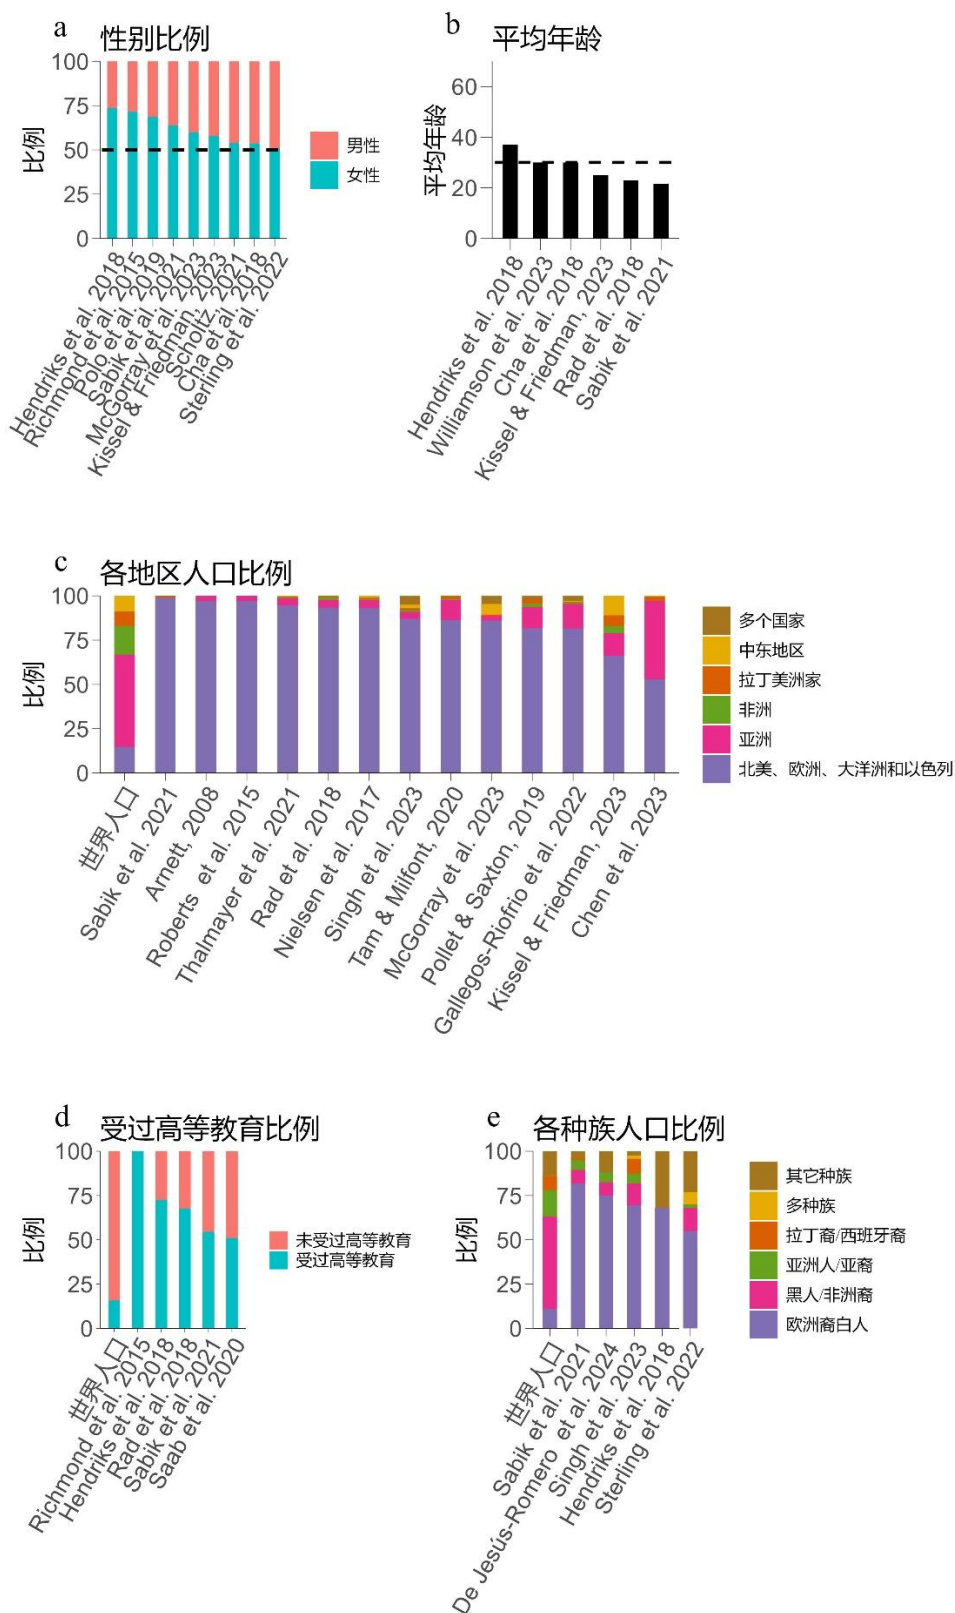 a
性别比例
100
75
50
25
0
比例
男性
女性
Hendriks et al. 2018
Richmond et al. 2015
Polo et al. 2019
Sabik et al. 2021
McGorray et al. 2023
Kissel & Friedman, 2023
Scholtz, 2021
Cha et al. 2018
Sterling et al. 2022
b
平均年龄
60
40
20
0
平均年龄
Hendriks et al. 2018
Williamson et al. 2023
Cha et al. 2018
Kissel & Friedman, 2023
Rad et al. 2018
Sabik et al. 2021
c
各地区人口比例
100
75
50
25
0
比例
多个国家
中东地区
拉丁美洲家
非洲
亚洲
北美、欧洲、大洋洲和以色列
世界人口
Sabik et al. 2021
Arnett, 2008
Roberts et al. 2015
Thalmayer et al. 2021
Rad et al. 2018
Nielsen et al. 2017
Singh et al. 2023
Tam & Milfont, 2020
McGorray et al. 2023
Pollet & Saxton, 2019
Gallegos-Riofrio et al. 2022
Kissel & Friedman, 2023
Chen et al. 2023
d
受过高等教育比例
100
75
50
25
0
比例
未受过高等教育
受过高等教育
世界人口
Richmond et al. 2015
Hendriks et al. 2018
Rad et al. 2018
Sabik et al. 2021
Saab et al. 2020
e
各种族人口比例
100
75
50
25
0
比例
其它种族
多种族
拉丁裔/西班牙裔
亚洲人/亚裔
黑人/非洲裔
欧洲裔白人
世界人口
Sabik et al. 2021
De Jesús-Romero et al. 2024
Singh et al. 2023
Hendriks et al. 2018
Sterling et al. 2022